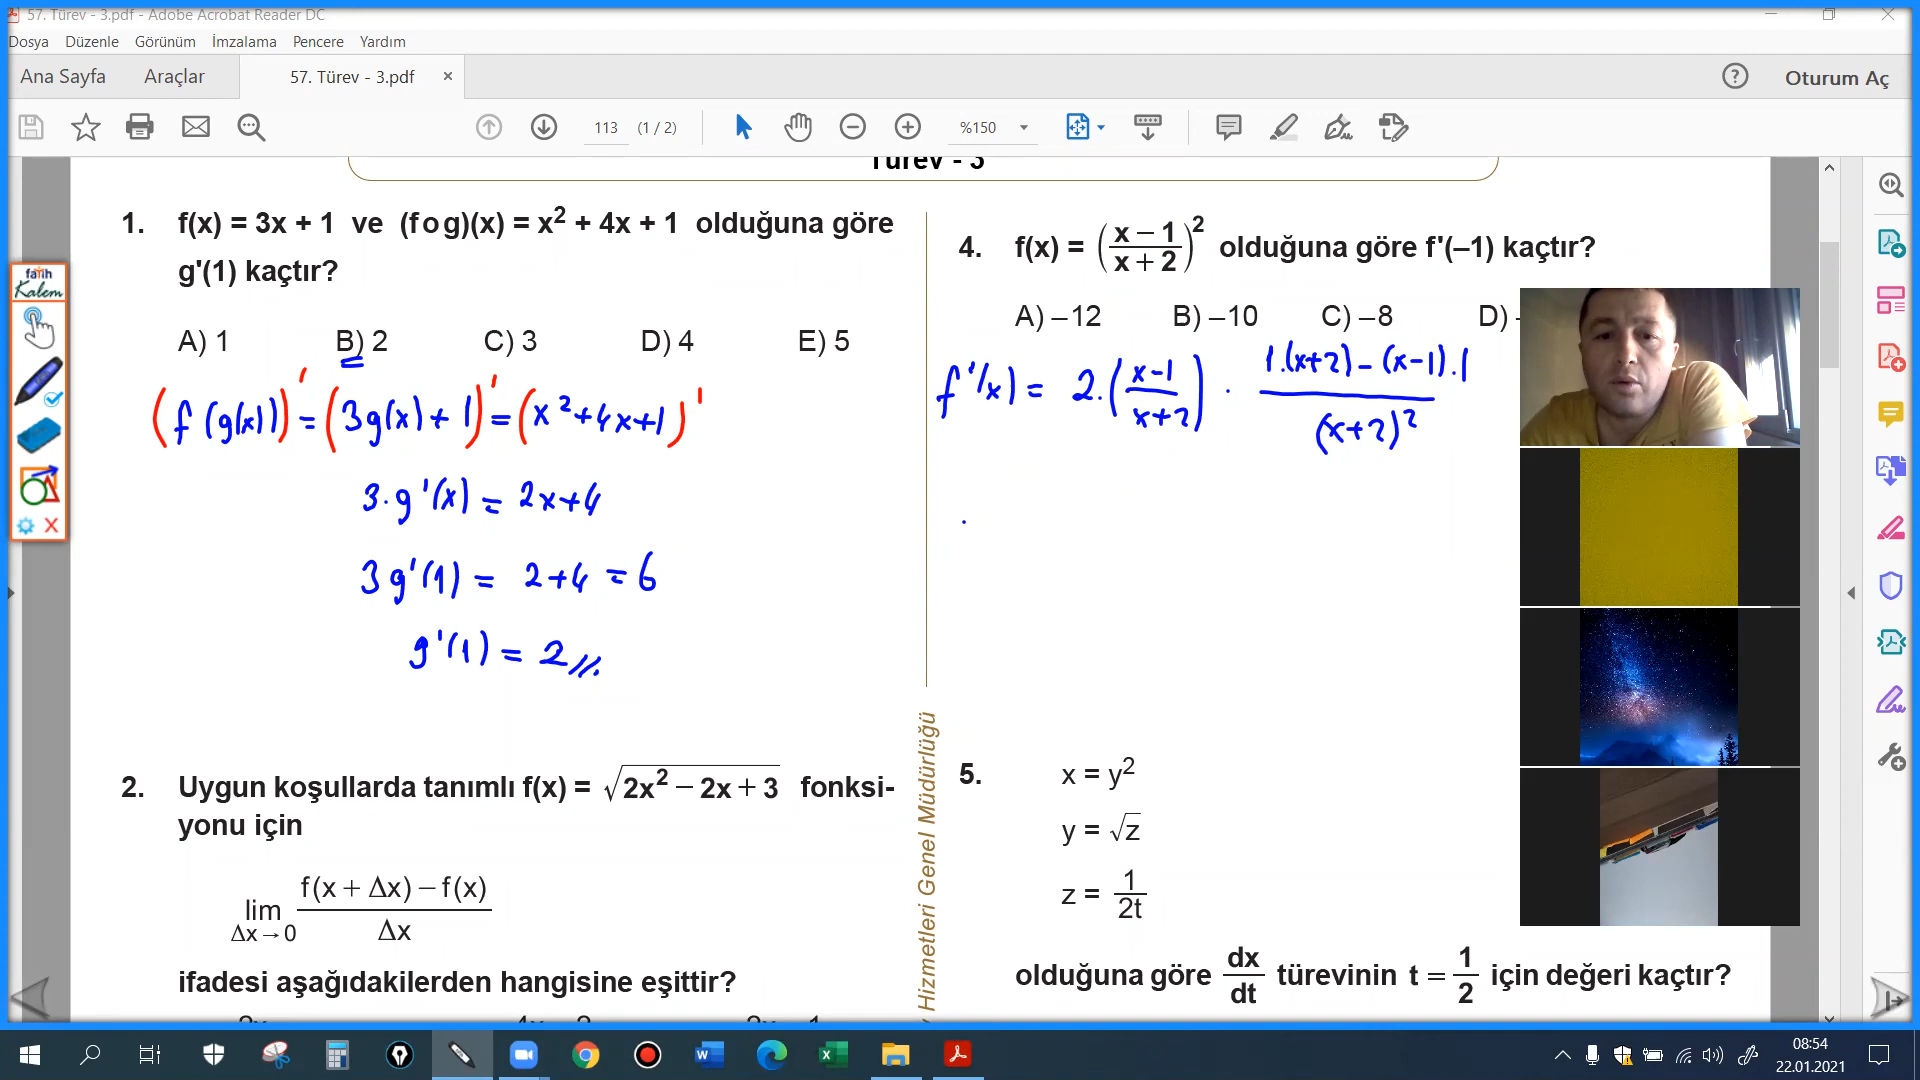 57. Türev - 3.pdf - Adobe Acrobat Reader DC
Dosya Düzenle Görünüm İmzalama Pencere Yardım
Ana Sayfa Araçlar 57. Türev - 3.pdf × Oturum Aç
113 (1 / 2) %150
Türev - 3
1. f(x) = 3x + 1 ve (fog)(x) = x² + 4x + 1 olduğuna göre
g'(1) kaçtır?
A) 1 B) 2 C) 3 D) 4 E) 5
(f(g(x)))' = (3g(x) + 1)' = (x² + 4x + 1)'
3 · g'(x) = 2x + 4
3g'(1) = 2 + 4 = 6
g'(1) = 2 //.
2. Uygun koşullarda tanımlı f(x) = √(2x² − 2x + 3) fonksi-
yonu için
lim Δx→0 (f(x + Δx) − f(x)) / Δx
ifadesi aşağıdakilerden hangisine eşittir?
Hizmetleri Genel Müdürlüğü
4. f(x) = ((x − 1)/(x + 2))² olduğuna göre f'(–1) kaçtır?
A) –12 B) –10 C) –8 D) -
f'(x) = 2 · ((x-1)/(x+2)) · (1·(x+2) − (x−1)·1) / (x+2)²
5. x = y²
y = √z
z = 1/2t
olduğuna göre dx/dt türevinin t = 1/2 için değeri kaçtır?
fatih
Kalem
08:54
22.01.2021